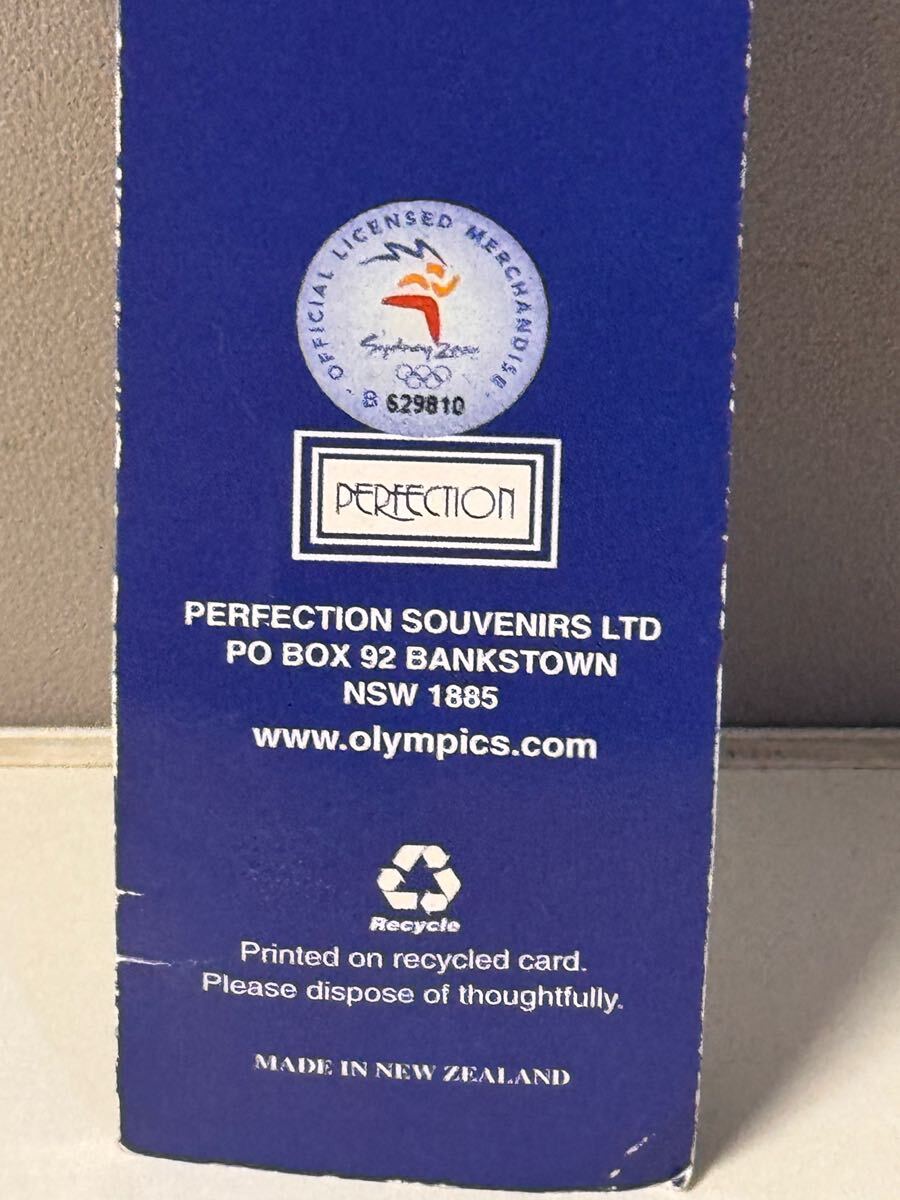 · OFFICIAL LICENSED MERCHANDISE ·
Sydney 2000
8 629810
PERFECTION
PERFECTION SOUVENIRS LTD
PO BOX 92 BANKSTOWN
NSW 1885
www.olympics.com
Recycle
Printed on recycled card.
Please dispose of thoughtfully.
MADE IN NEW ZEALAND